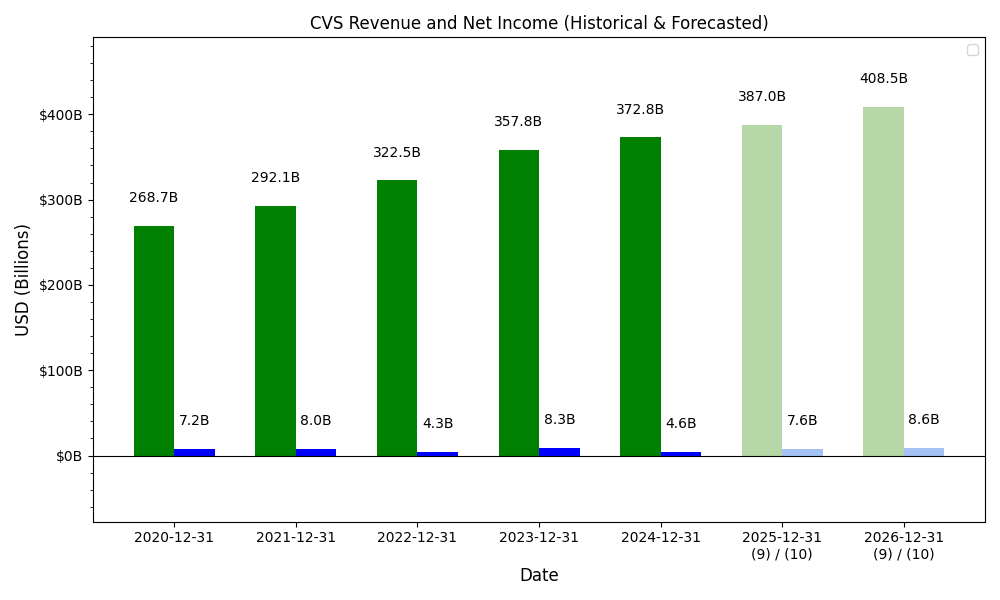 CVS Revenue and Net Income (Historical & Forecasted)
USD (Billions)
$400B
$300B
$200B
$100B
$0B
268.7B
7.2B
292.1B
8.0B
322.5B
4.3B
357.8B
8.3B
372.8B
4.6B
387.0B
7.6B
408.5B
8.6B
2020-12-31
2021-12-31
2022-12-31
2023-12-31
2024-12-31
2025-12-31
(9) / (10)
2026-12-31
(9) / (10)
Date